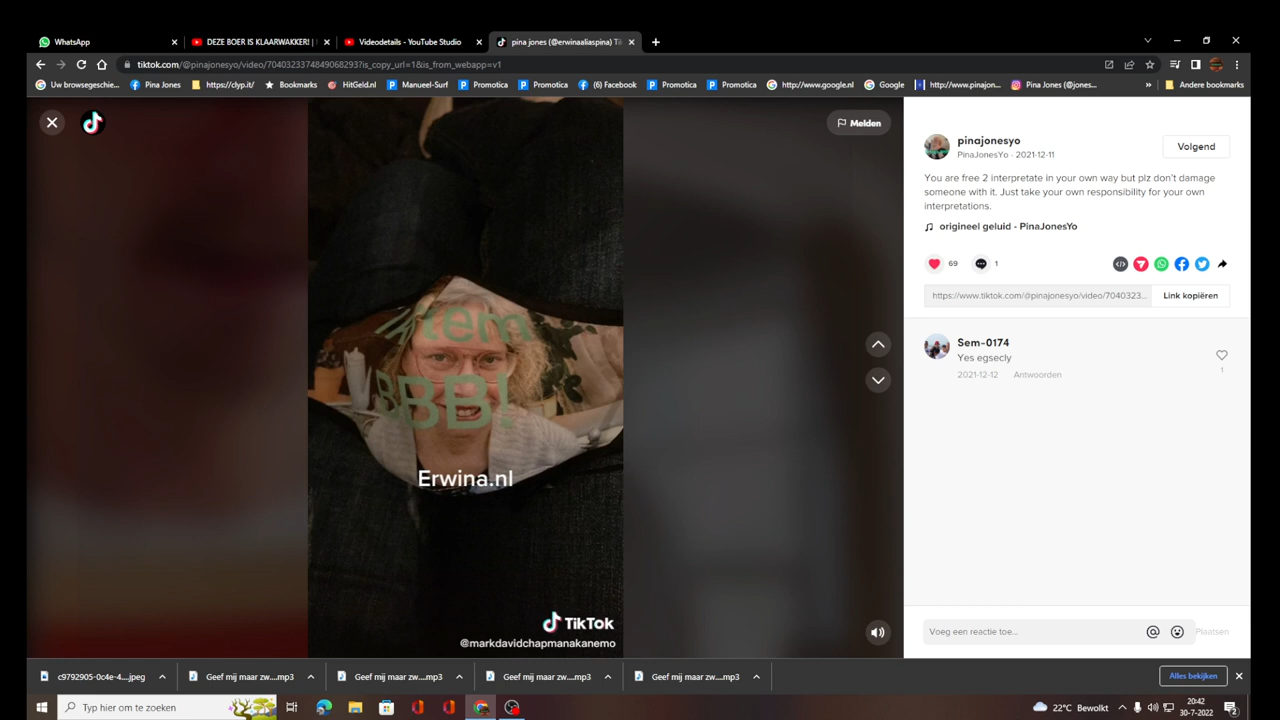 WhatsApp
DEZE BOER IS KLAARWAKKER! |
Videodetails - YouTube Studio
pina jones (@erwinaaliaspina) Ti
tiktok.com/@pinajonesyo/video/7040323374849068293?is_copy_url=1&is_from_webapp=v1
Uw browsegeschie...
Pina Jones
https://clyp.it/
Bookmarks
HitGeld.nl
Manueel-Surf
Promotica
Promotica
Promotica
(6) Facebook
Promotica
Promotica
http://www.google.nl
Google
http://www.pinajon...
Pina Jones (@jones...
»
Andere bookmarks
Melden
pinajonesyo
PinaJonesYo · 2021-12-11
Volgend
You are free 2 interpretate in your own way but plz don't damage
someone with it. Just take your own responsibility for your own
interpretations.
origineel geluid - PinaJonesYo
69
1
https://www.tiktok.com/@pinajonesyo/video/7040323...
Link kopiëren
Sem-0174
Yes egsecly
2021-12-12 Antwoorden
1
tem
BBB!
Erwina.nl
TikTok
@markdavidchapmanakanemo
Voeg een reactie toe...
Plaatsen
c9792905-0c4e-4....jpeg
Geef mij maar zw....mp3
Geef mij maar zw....mp3
Geef mij maar zw....mp3
Geef mij maar zw....mp3
Alles bekijken
Typ hier om te zoeken
22°C Bewolkt
20:42
30-7-2022
2